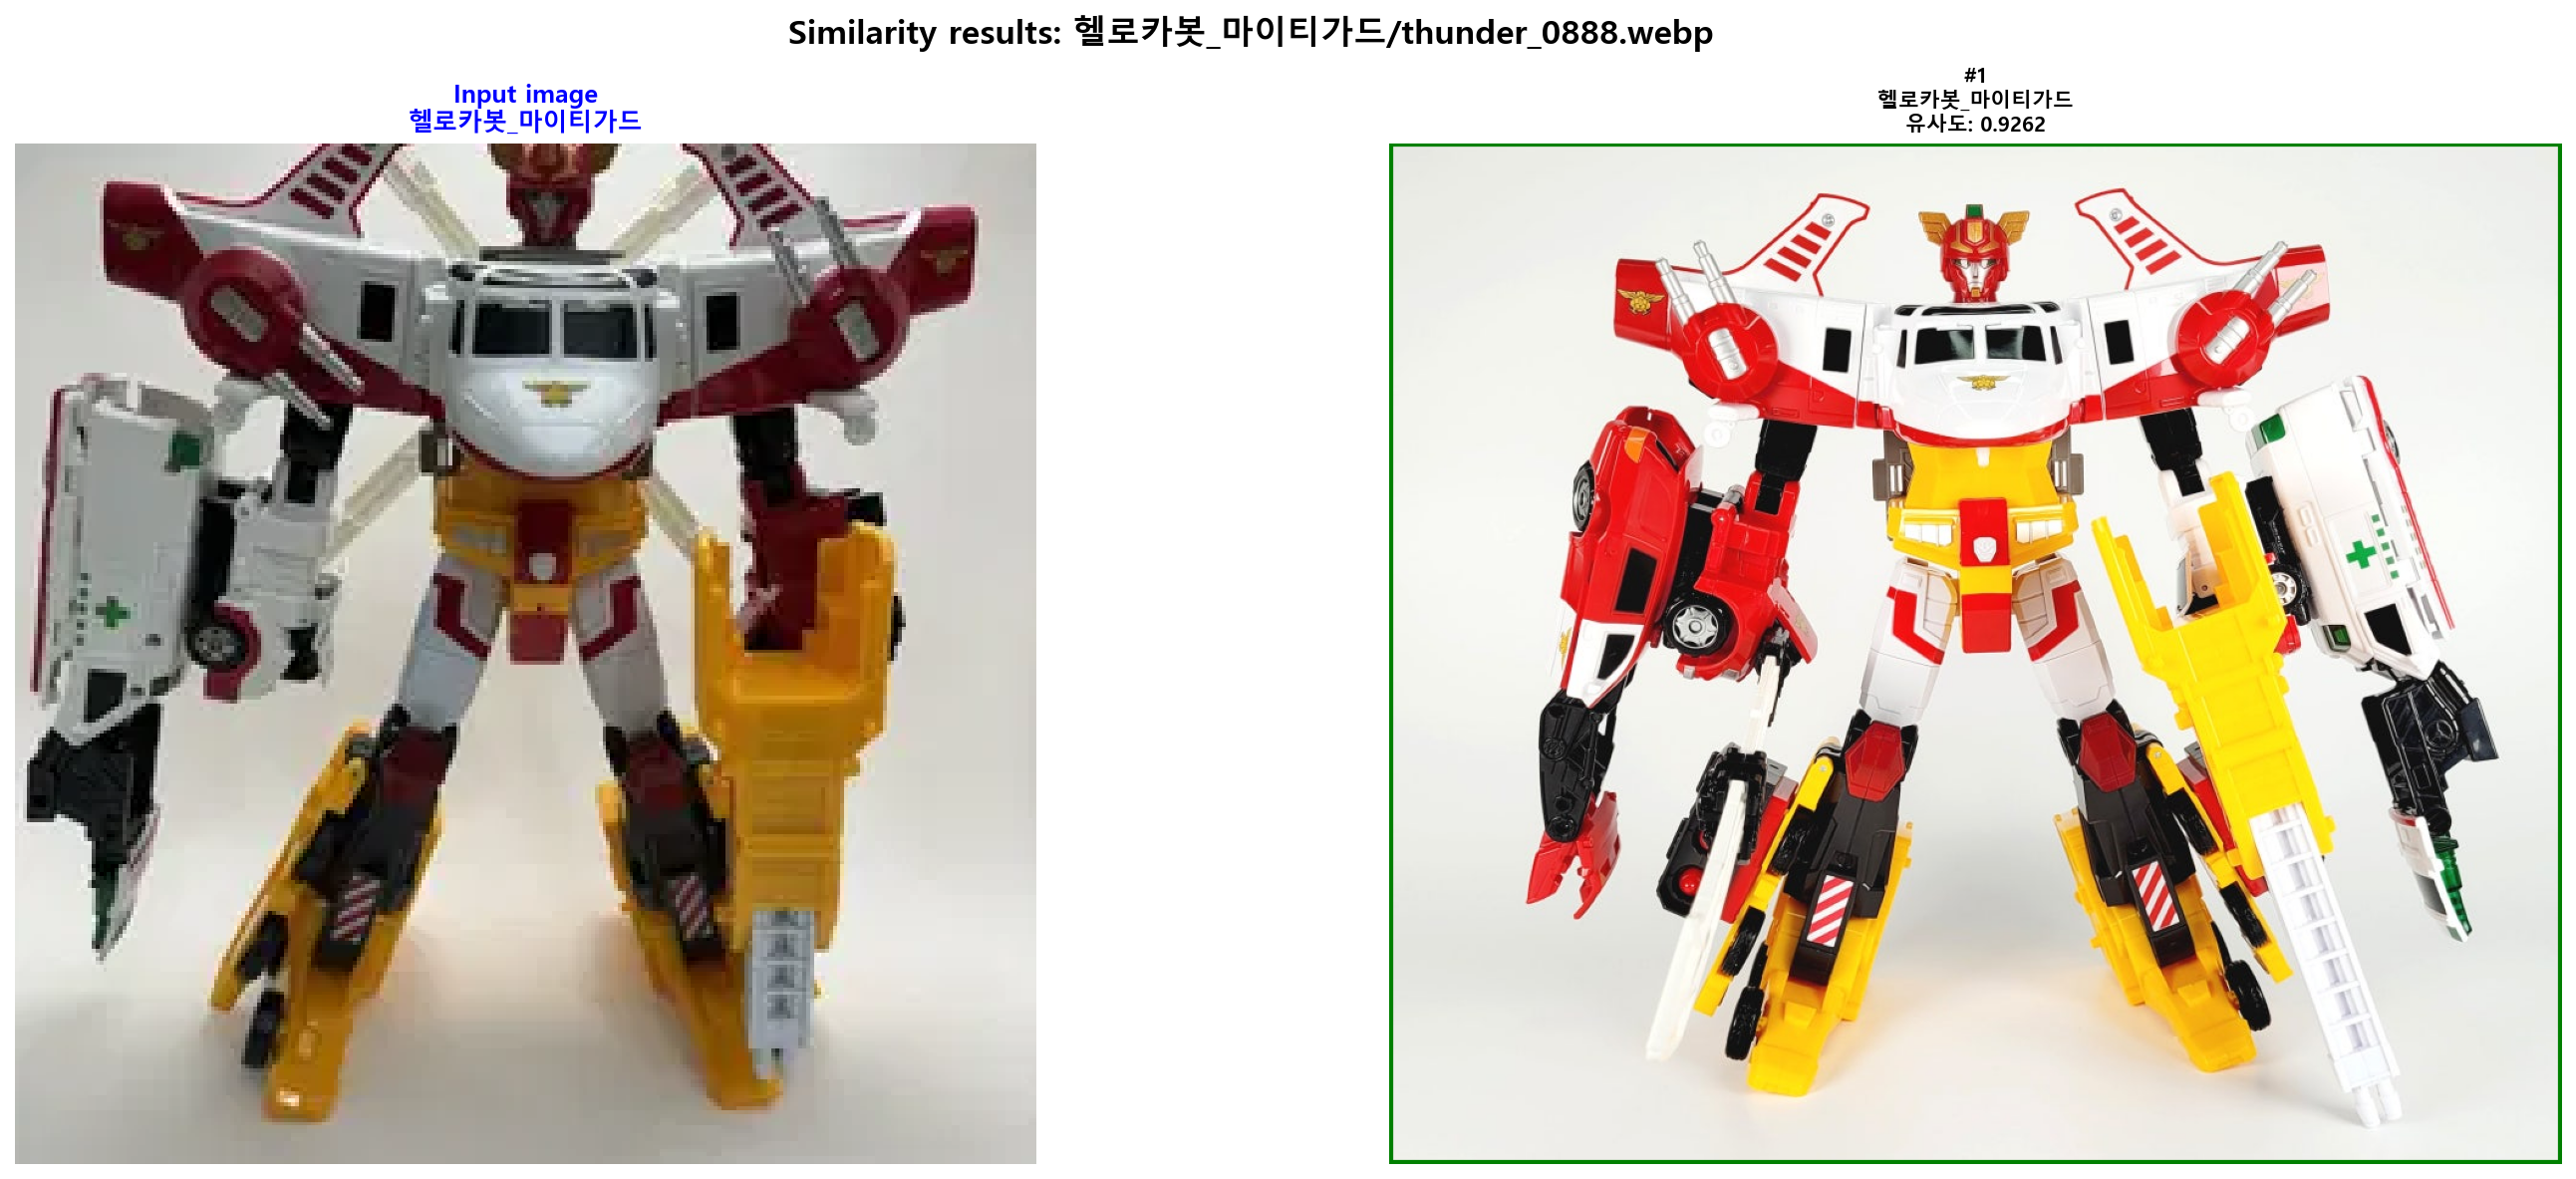 Similarity results: 헬로카봇_마이티가드/thunder_0888.webp
Input image
헬로카봇_마이티가드
#1
헬로카봇_마이티가드
유사도: 0.9262